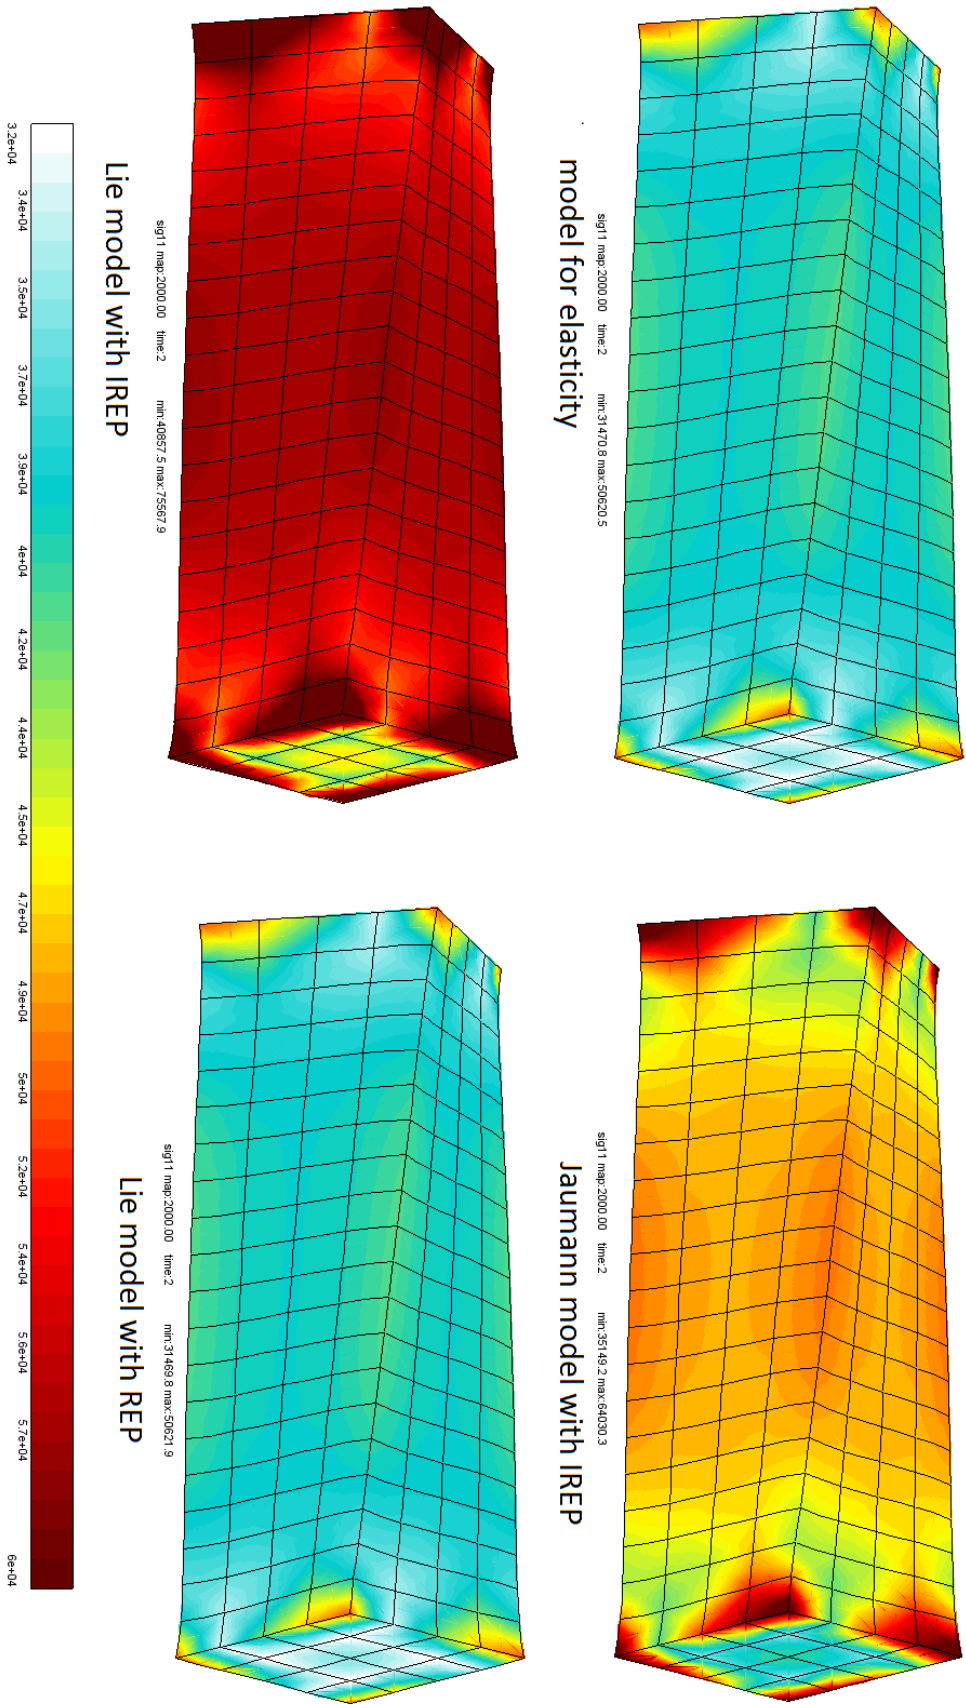 sig11 map:2000.00 time:2 min:31470.8 max:50620.5
model for elasticity
sig11 map:2000.00 time:2 min:35149.2 max:64030.3
Jaumann model with IREP
sig11 map:2000.00 time:2 min:40857.5 max:75567.9
Lie model with IREP
sig11 map:2000.00 time:2 min:31469.8 max:50621.9
Lie model with REP
3.2e+04 3.4e+04 3.5e+04 3.7e+04 3.9e+04 4e+04 4.2e+04 4.4e+04 4.5e+04 4.7e+04 4.9e+04 5e+04 5.2e+04 5.4e+04 5.6e+04 5.7e+04 6e+04